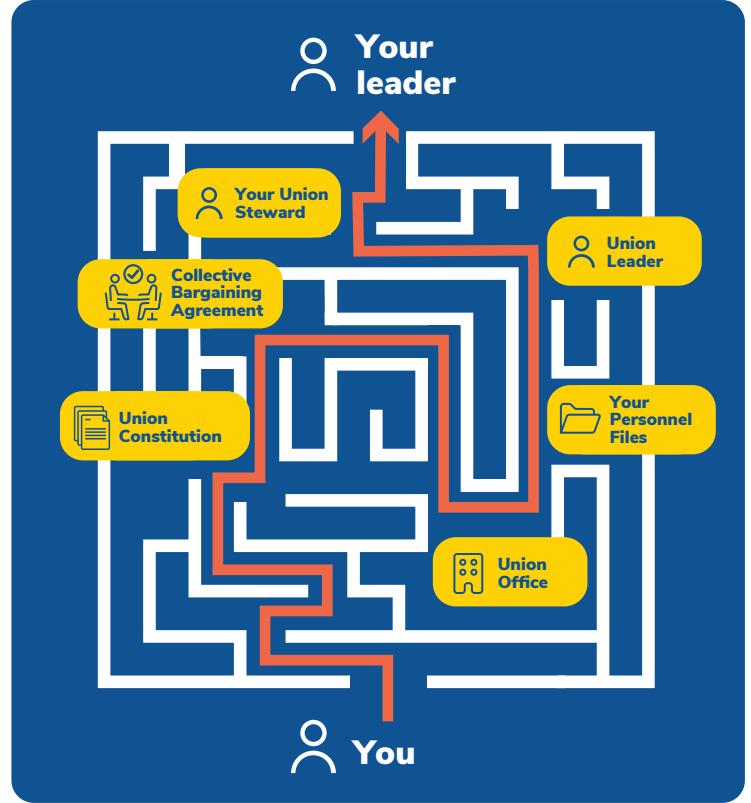 Your
leader
Your Union
Steward
Union
Leader
Collective
Bargaining
Agreement
Your
Personnel
Files
Union
Constitution
Union
Office
You